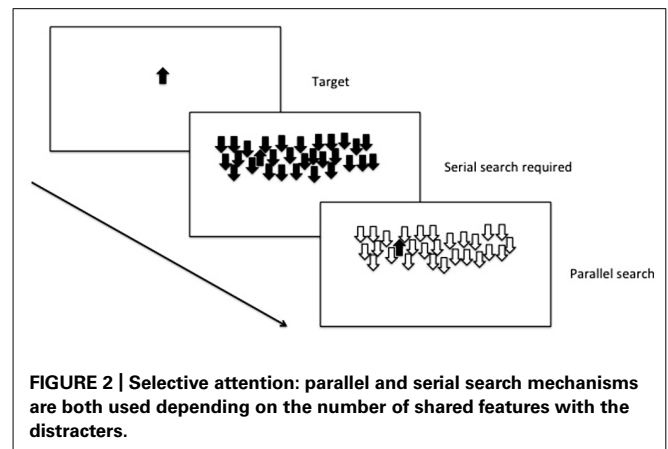 Target
Serial search required
Parallel search
FIGURE 2 | Selective attention: parallel and serial search mechanisms
are both used depending on the number of shared features with the
distracters.